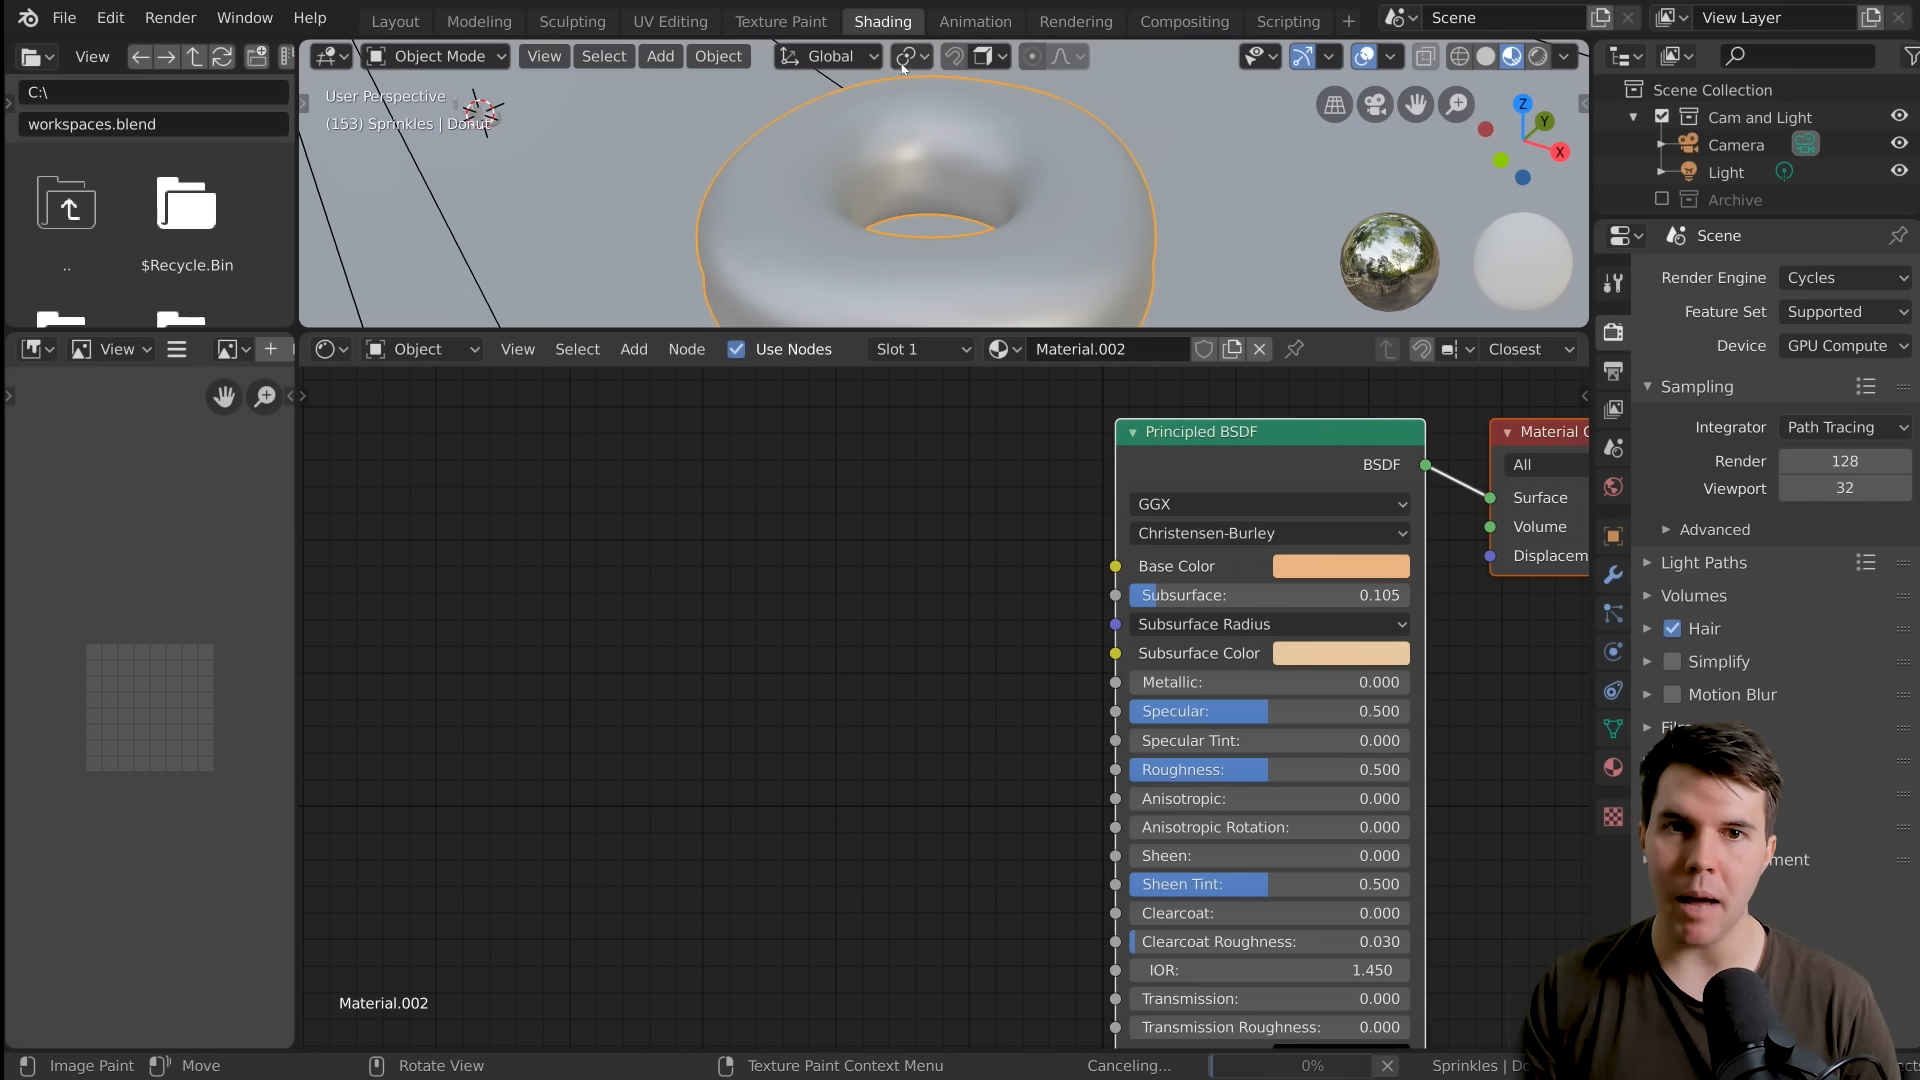 File Edit Render Window Help
Layout Modeling Sculpting UV Editing Texture Paint Shading Animation Rendering Compositing Scripting +
Scene
View Layer
View
C:\
workspaces.blend
..
$Recycle.Bin
Object Mode View Select Add Object Global
User Perspective
(153) Sprinkles | Donut
Z
Y
X
Scene Collection
Cam and Light
Camera
Light
Archive
Scene
Render Engine Cycles
Feature Set Supported
Device GPU Compute
Sampling
Integrator Path Tracing
Render 128
Viewport 32
Advanced
Light Paths
Volumes
Hair
Simplify
Motion Blur
View
Object View Select Add Node Use Nodes Slot 1 Material.002 Closest
Principled BSDF
BSDF
GGX
Christensen-Burley
Base Color
Subsurface: 0.105
Subsurface Radius
Subsurface Color
Metallic: 0.000
Specular: 0.500
Specular Tint: 0.000
Roughness: 0.500
Anisotropic: 0.000
Anisotropic Rotation: 0.000
Sheen: 0.000
Sheen Tint: 0.500
Clearcoat: 0.000
Clearcoat Roughness: 0.030
IOR: 1.450
Transmission: 0.000
Transmission Roughness: 0.000
Material
All
Surface
Volume
Displacem
Material.002
Image Paint Move Rotate View Texture Paint Context Menu Canceling... 0% Sprinkles |